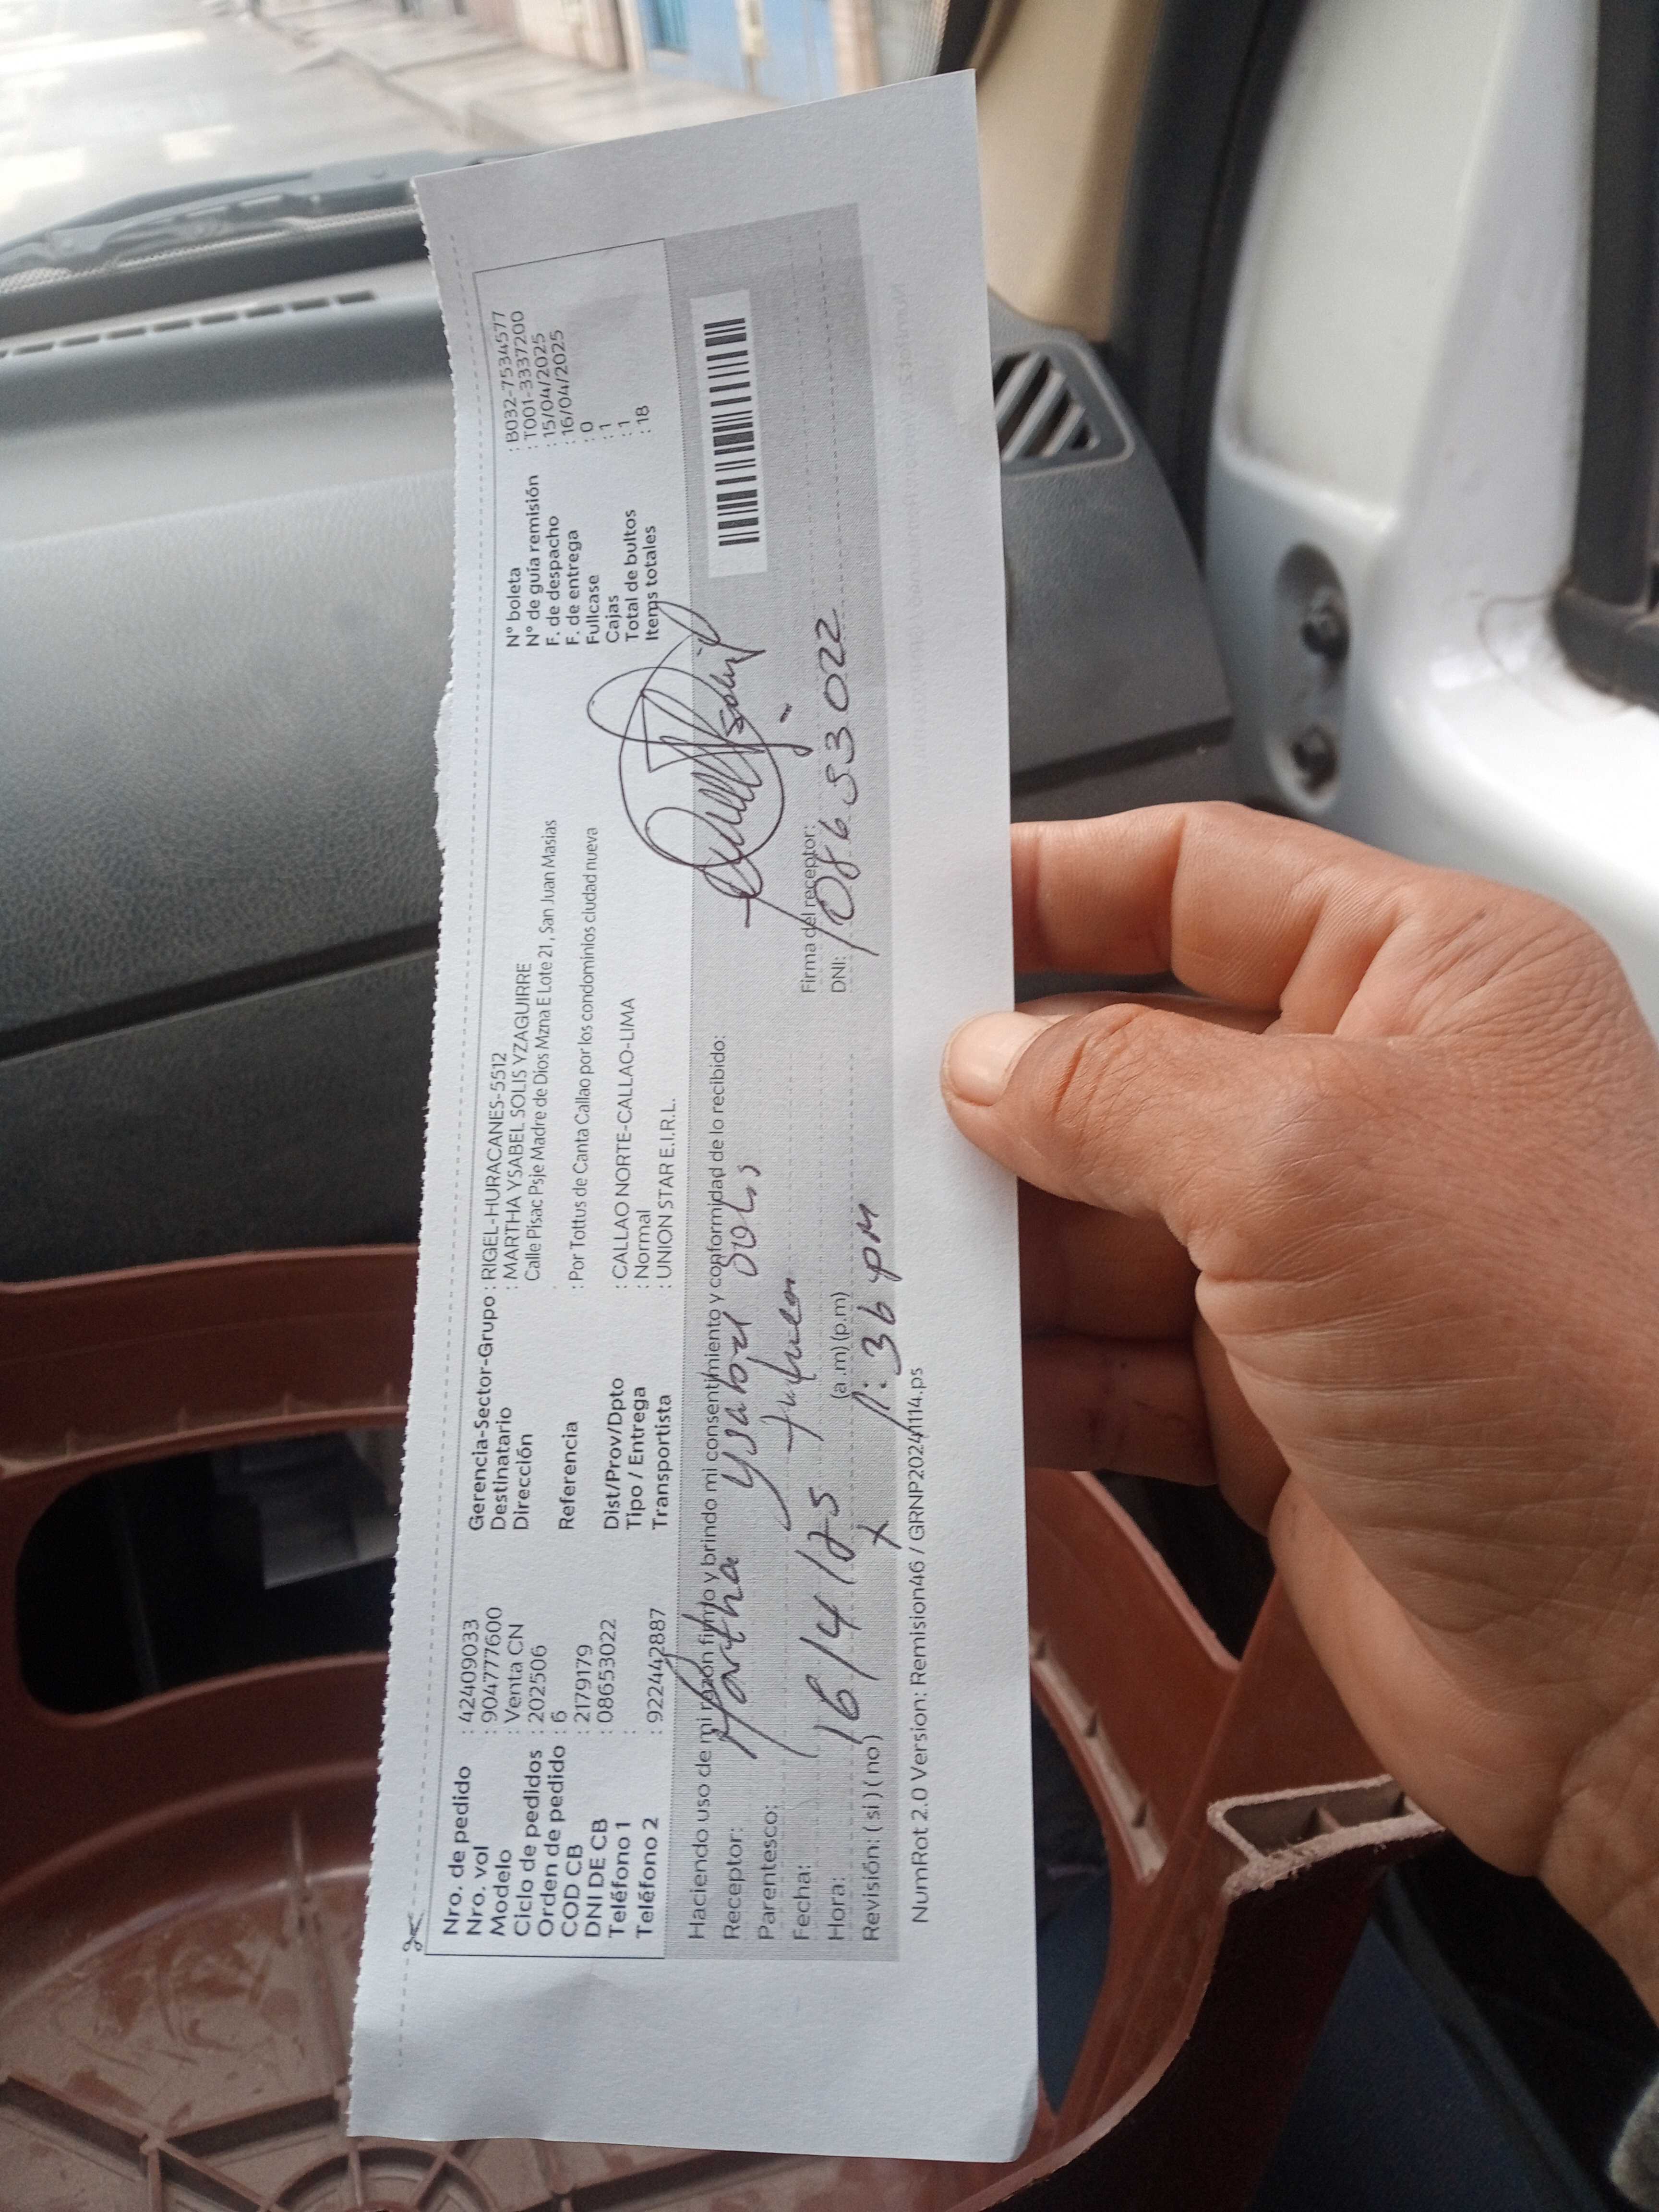 Nro. de pedido : 42409033
Nro. vol : 904777600
Modelo : Venta CN
Ciclo de pedidos : 202506
Orden de pedido : 6
COD CB : 2179179
DNI DE CB : 08653022
Teléfono 1 :
Teléfono 2 : 922442887
Gerencia-Sector-Grupo : RIGEL-HURACANES-5512
Destinatario : MARTHA YSABEL SOLIS YZAGUIRRE
Dirección Calle Pisac Psje Madre de Dios Mzna E Lote 21, San Juan Masias
Referencia : Por Tottus de Canta Callao por los condominios ciudad nueva
Dist/Prov/Dpto : CALLAO NORTE-CALLAO-LIMA
Tipo / Entrega : Normal
Transportista : UNION STAR E.I.R.L.
N° boleta : B032-7534577
N° de guía remisión : T001-3337200
F. de despacho : 15/04/2025
F. de entrega : 16/04/2025
Fullcase : 0
Cajas : 1
Total de bultos : 1
Items totales : 18
Haciendo uso de mi razón firmo y brindo mi consentimiento y conformidad de lo recibido:
Receptor: Martha Ysabel Solis
Parentesco:
Fecha: 16/4/25
Hora: (a.m) (p.m)
Revisión: ( si ) ( no ) X 1:36 pm
Firma del receptor:
DNI: 08653022
NumRot 2.0 Version: Remision46 / GRNP20241114.ps